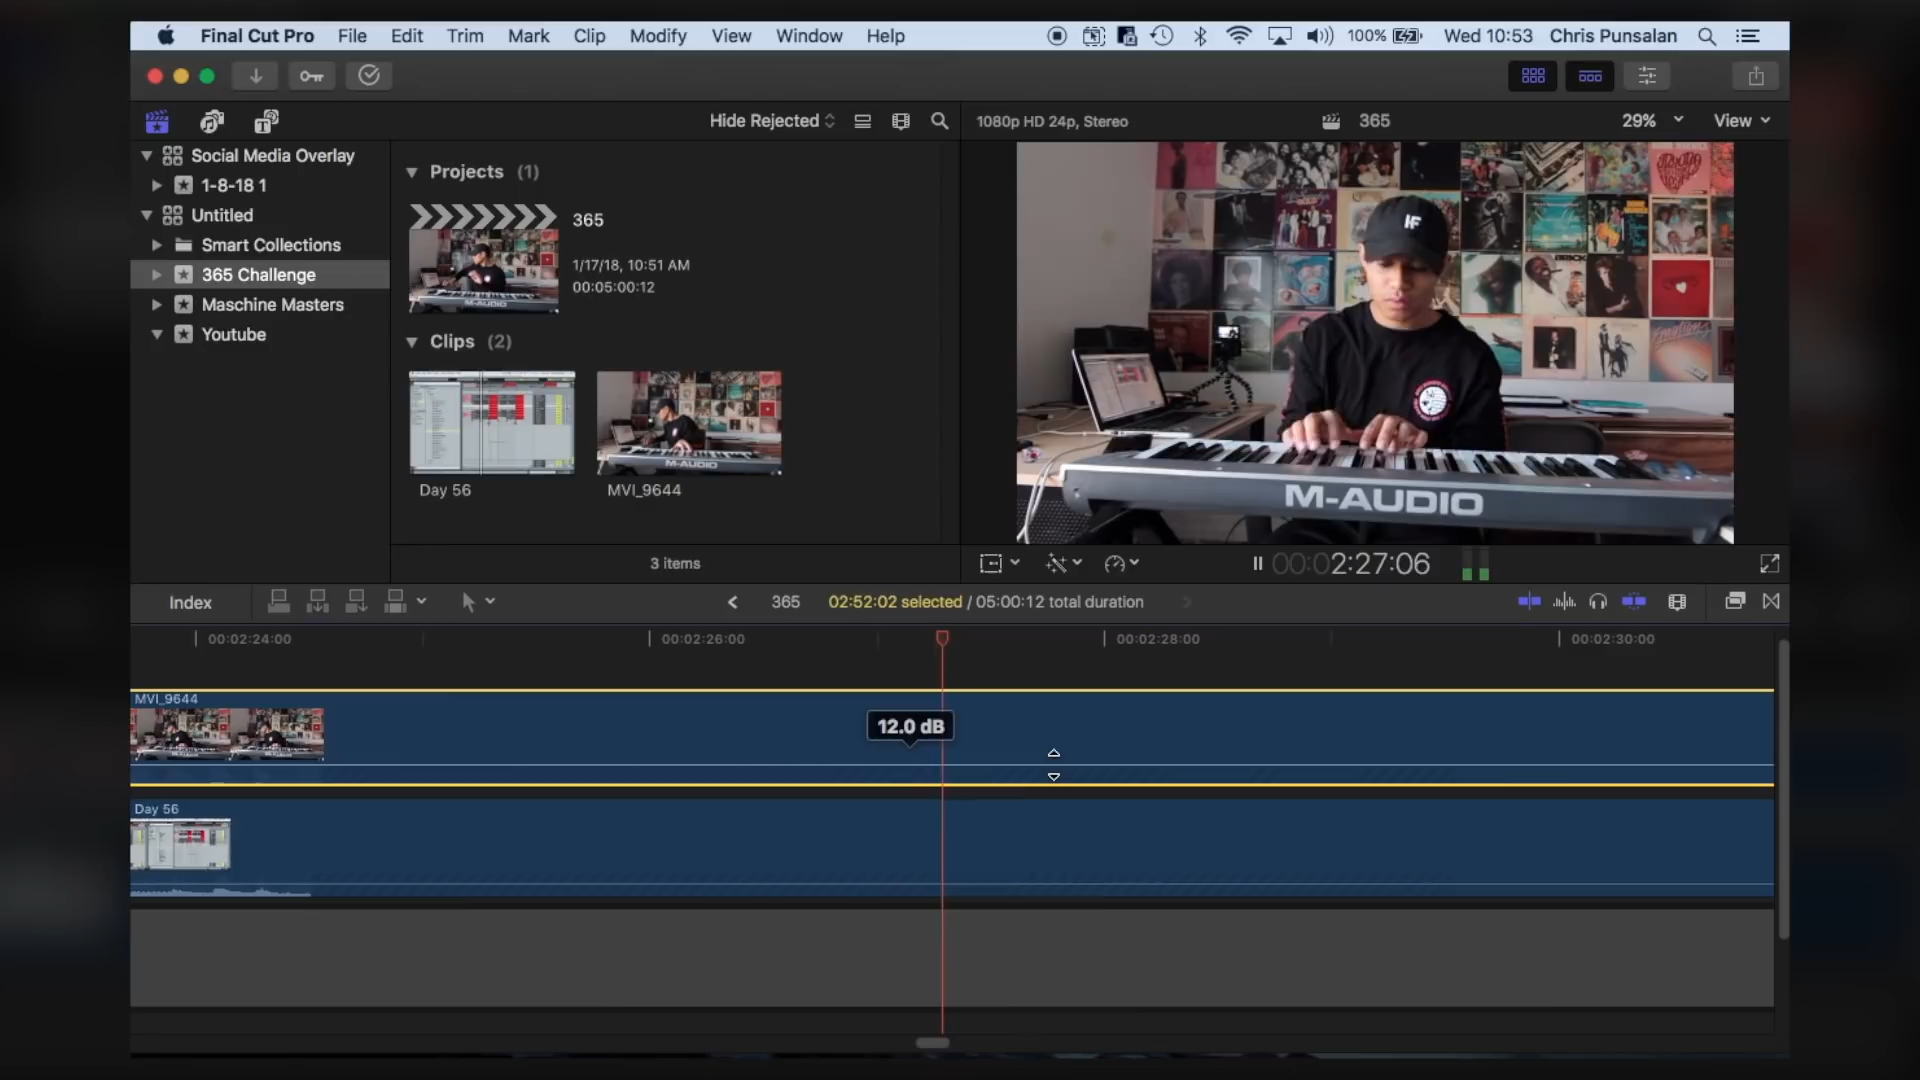 Final Cut Pro File Edit Trim Mark Clip Modify View Window Help 100% Wed 10:53 Chris Punsalan
Hide Rejected
1080p HD 24p, Stereo 365 29% View
Social Media Overlay
1-8-18 1
Untitled
Smart Collections
365 Challenge
Maschine Masters
Youtube
Projects (1)
365
1/17/18, 10:51 AM
00:05:00:12
M-AUDIO
Clips (2)
M-AUDIO
Day 56
MVI_9644
3 items
IF
M-AUDIO
00:02:27:06
Index 365 02:52:02 selected / 05:00:12 total duration
00:02:24:00 00:02:26:00 00:02:28:00 00:02:30:00
MVI_9644
12.0 dB
Day 56